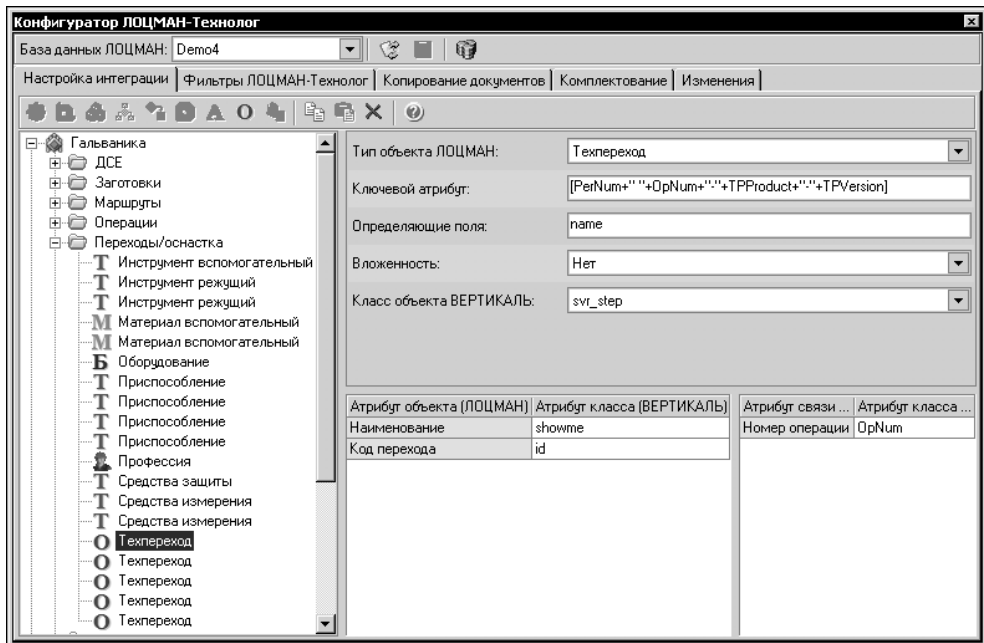 Конфигуратор ЛОЦМАН-Технолог
База данных ЛОЦМАН: Demo4
Настройка интеграции Фильтры ЛОЦМАН-Технолог Копирование документов Комплектование Изменения
Гальваника
ДСЕ
Заготовки
Маршруты
Операции
Переходы/оснастка
Инструмент вспомогательный
Инструмент режущий
Инструмент режущий
Материал вспомогательный
Материал вспомогательный
Оборудование
Приспособление
Приспособление
Приспособление
Приспособление
Профессия
Средства защиты
Средства измерения
Средства измерения
Техпереход
Техпереход
Техпереход
Техпереход
Техпереход
Тип объекта ЛОЦМАН: Техпереход
Ключевой атрибут: [PerNum+" "+OpNum+"-"+TPProduct+"-"+TPVersion]
Определяющие поля: name
Вложенность: Нет
Класс объекта ВЕРТИКАЛЬ: svr_step
Атрибут объекта (ЛОЦМАН) Атрибут класса (ВЕРТИКАЛЬ)
Наименование showme
Код перехода id
Атрибут связи ... Атрибут класса ...
Номер операции OpNum